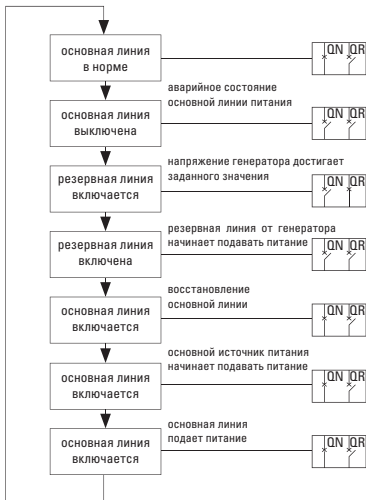 основная линия
в норме
QN QR
аварийное состояние
основной линии питания
основная линия
выключена
QN QR
напряжение генератора достигает
заданного значения
резервная линия
включается
QN QR
резервная линия от генератора
начинает подавать питание
резервная линия
включена
QN QR
восстановление
основной линии
основная линия
включается
QN QR
основной источник питания
начинает подавать питание
основная линия
включается
QN QR
основная линия
подает питание
основная линия
включается
QN QR